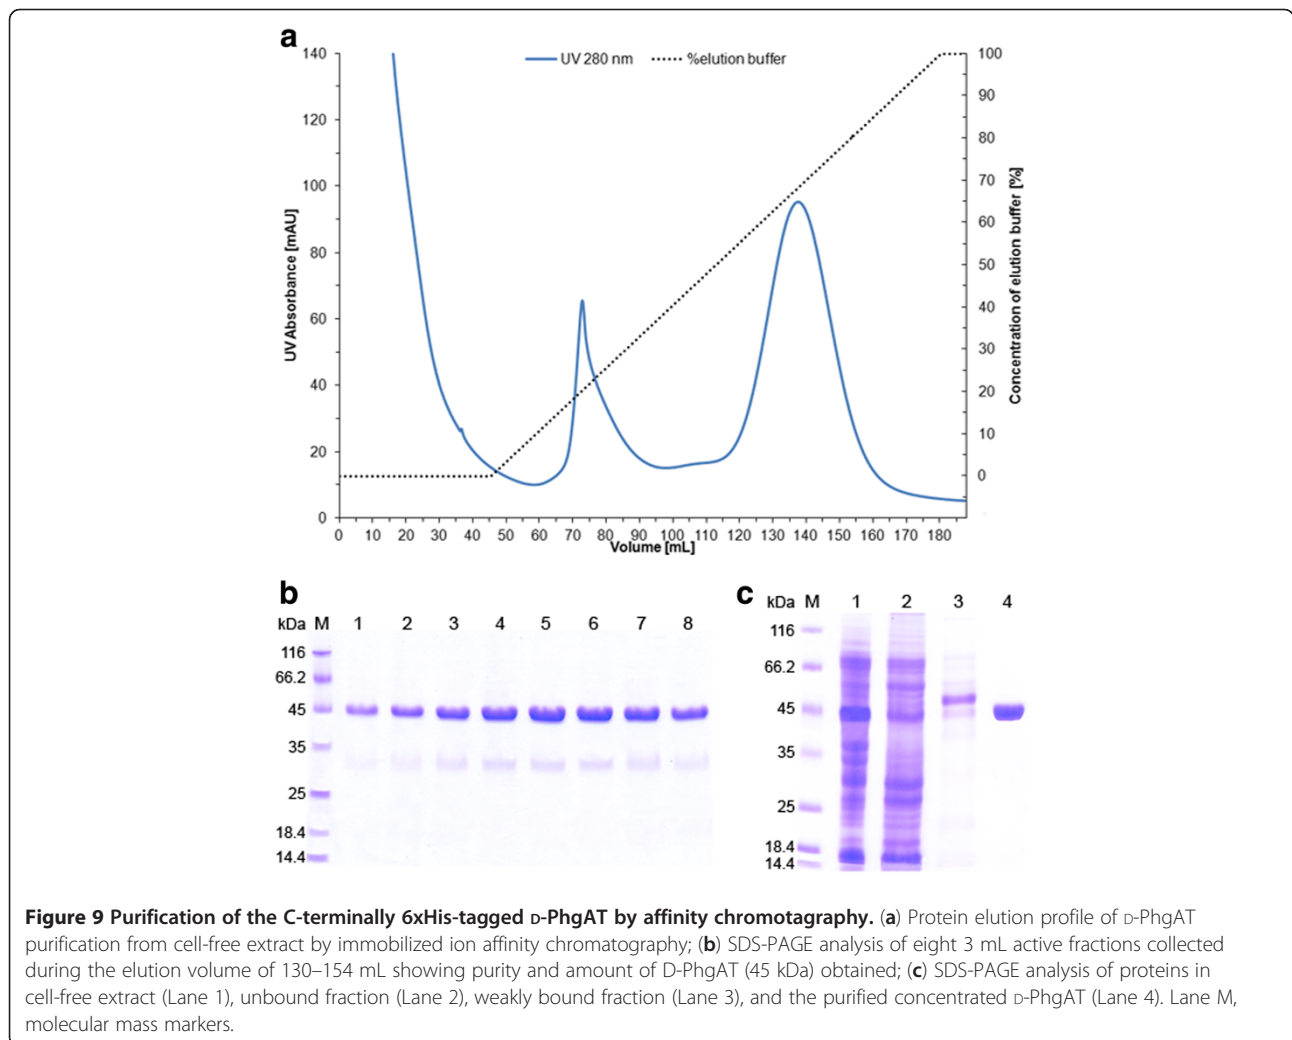 a
UV 280 nm %elution buffer
140
120
100
80
60
40
20
0
UV Absorbance [mAU]
100
90
80
70
60
50
40
30
20
10
0
Concentration of elution buffer [%]
0 10 20 30 40 50 60 70 80 90 100 110 120 130 140 150 160 170 180
Volume [mL]
b
kDa M 1 2 3 4 5 6 7 8
116
66.2
45
35
25
18.4
14.4
c
kDa M 1 2 3 4
116
66.2
45
35
25
18.4
14.4
Figure 9 Purification of the C-terminally 6xHis-tagged D-PhgAT by affinity chromotagraphy. (a) Protein elution profile of D-PhgAT
purification from cell-free extract by immobilized ion affinity chromatography; (b) SDS-PAGE analysis of eight 3 mL active fractions collected
during the elution volume of 130–154 mL showing purity and amount of D-PhgAT (45 kDa) obtained; (c) SDS-PAGE analysis of proteins in
cell-free extract (Lane 1), unbound fraction (Lane 2), weakly bound fraction (Lane 3), and the purified concentrated D-PhgAT (Lane 4). Lane M,
molecular mass markers.